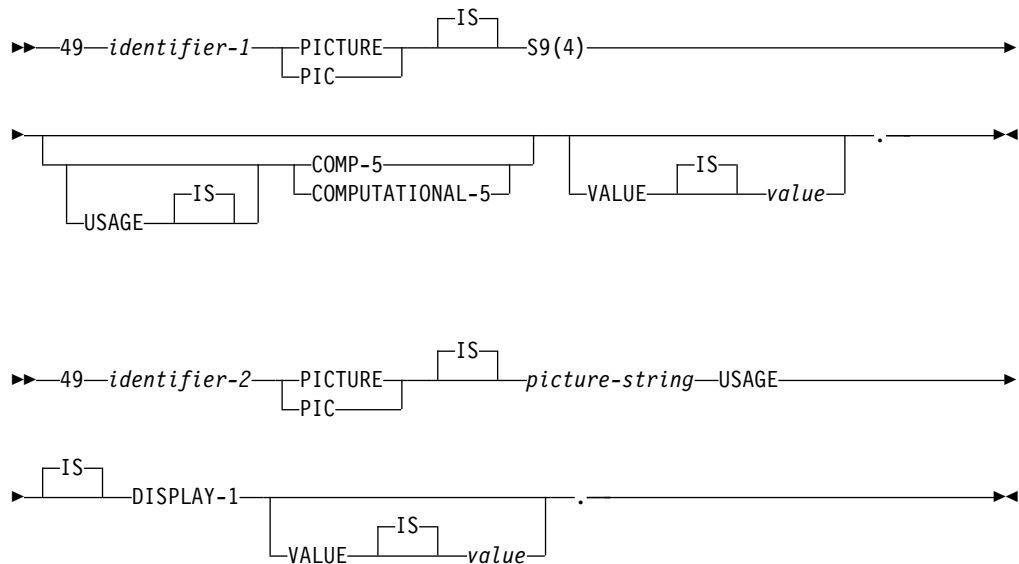 IS
49 identifier-1 PICTURE S9(4)
PIC
COMP-5 .
IS IS
COMPUTATIONAL-5 VALUE value
USAGE
IS
49 identifier-2 PICTURE picture-string USAGE
PIC
IS
DISPLAY-1 .
IS
VALUE value